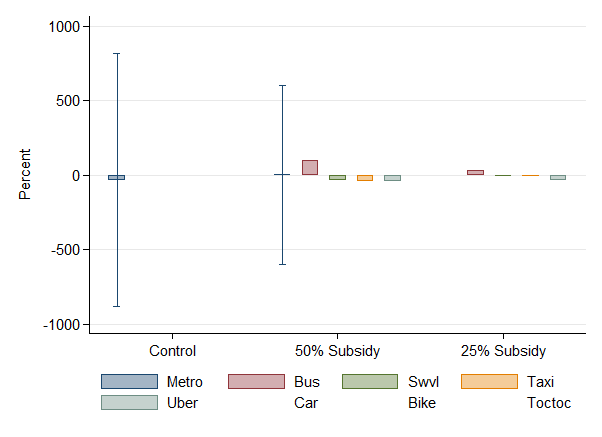 1000
500
0
-500
-1000
Percent
Control 50% Subsidy 25% Subsidy
Metro Bus Swvl Taxi
Uber Car Bike Toctoc